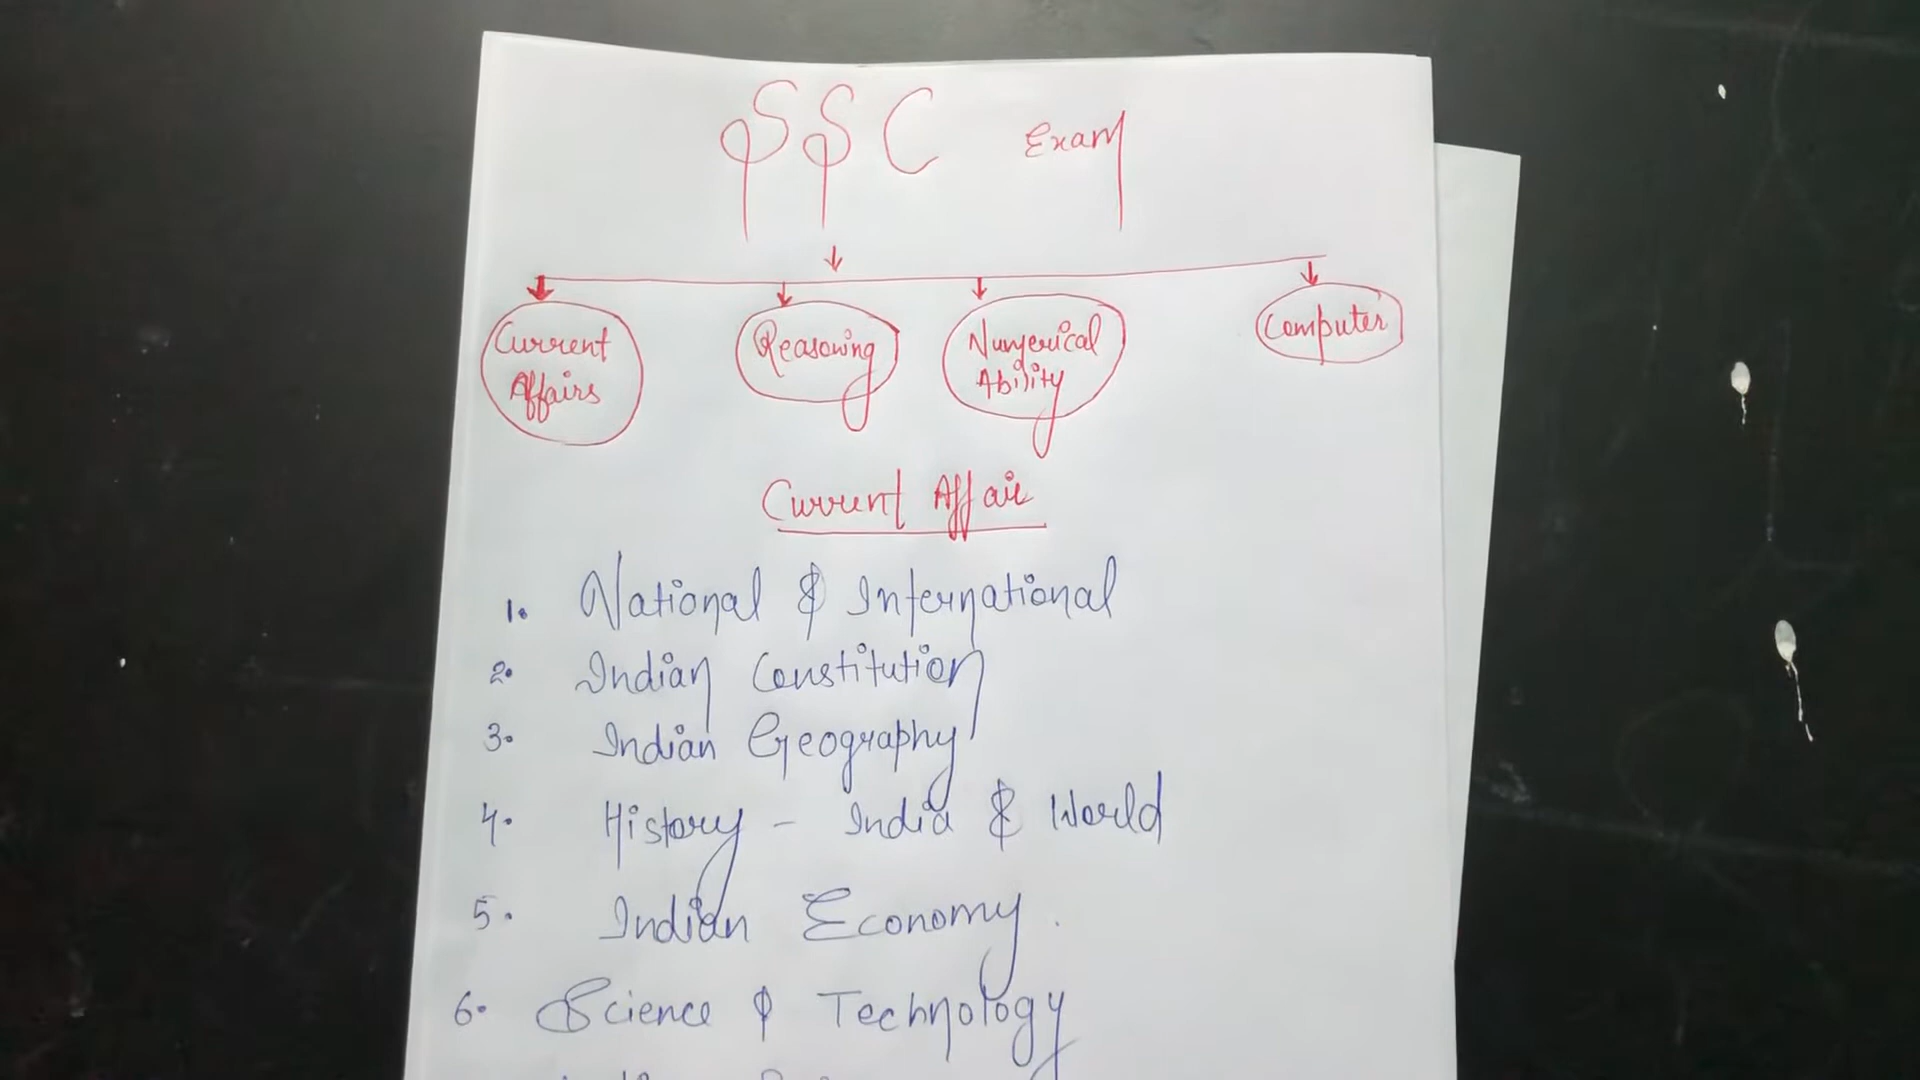 SSC Exam
Current Affairs
Reasoning
Numerical Ability
Computer
Current Affair
1. National & International
2. Indian Constitution
3. Indian Geography
4. History - India & World
5. Indian Economy.
6. Science & Technology